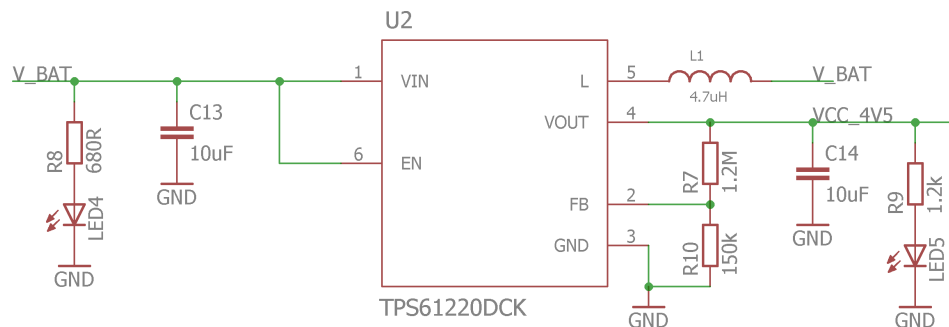 U2
V_BAT
1
VIN
L
5
L1
4.7uH
V_BAT
C13
10uF
VOUT
4
VCC_4V5
R8
680R
6
EN
R7
1.2M
C14
10uF
R9
1.2k
GND
FB
2
LED4
GND
3
R10
150k
LED5
GND
TPS61220DCK
GND
GND
GND